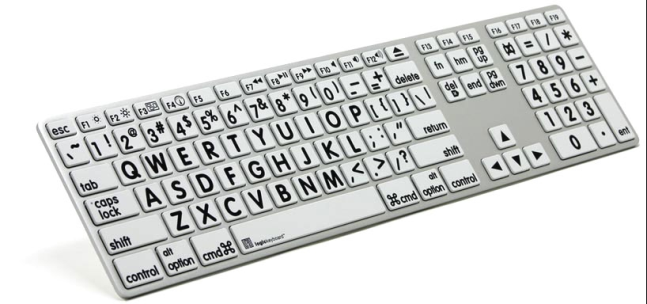 esc F1 F2 F3 F4 F5 F6 F7 F8 F9 F10 F11 F12 F13 F14 F15 F16 F17 F18 F19
~ ` ! 1 2@ 3# 4$ 5% 6^ 7& 8* 9( 0) - _ + = delete fn hm pg up = / *
tab Q W E R T Y U I O P [ { ] } \ | del end pg dwn 7 8 9 -
caps lock A S D F G H J K L ; : ' " return 4 5 6 +
shift Z X C V B N M < , > . / ? shift 1 2 3
control alt option cmd ⌘ logickeyboard ⌘ cmd alt option control 0 . ent